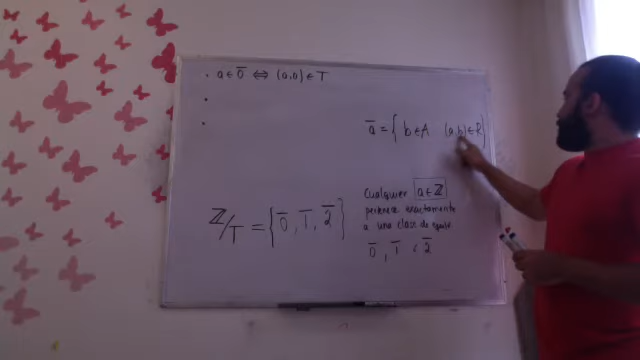 • a ∈ 0̅ ⇔ (a,0) ∈ T
•
•
a̅ = { b ∈ A (a,b) ∈ R}
ℤ/T = { 0̅, 1̅, 2̅ }
Cualquier a ∈ ℤ
pertenece exactamente
a una clase de equiv
0̅, 1̅ 2̅